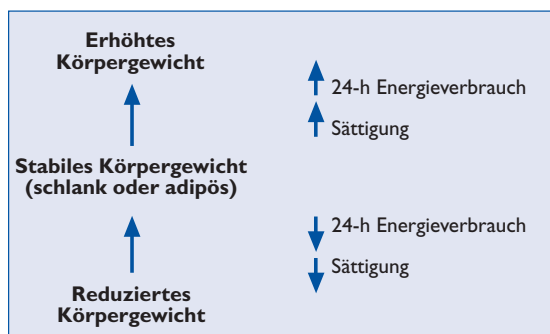 Erhöhtes
Körpergewicht
24-h Energieverbrauch
Sättigung
Stabiles Körpergewicht
(schlank oder adipös)
24-h Energieverbrauch
Sättigung
Reduziertes
Körpergewicht